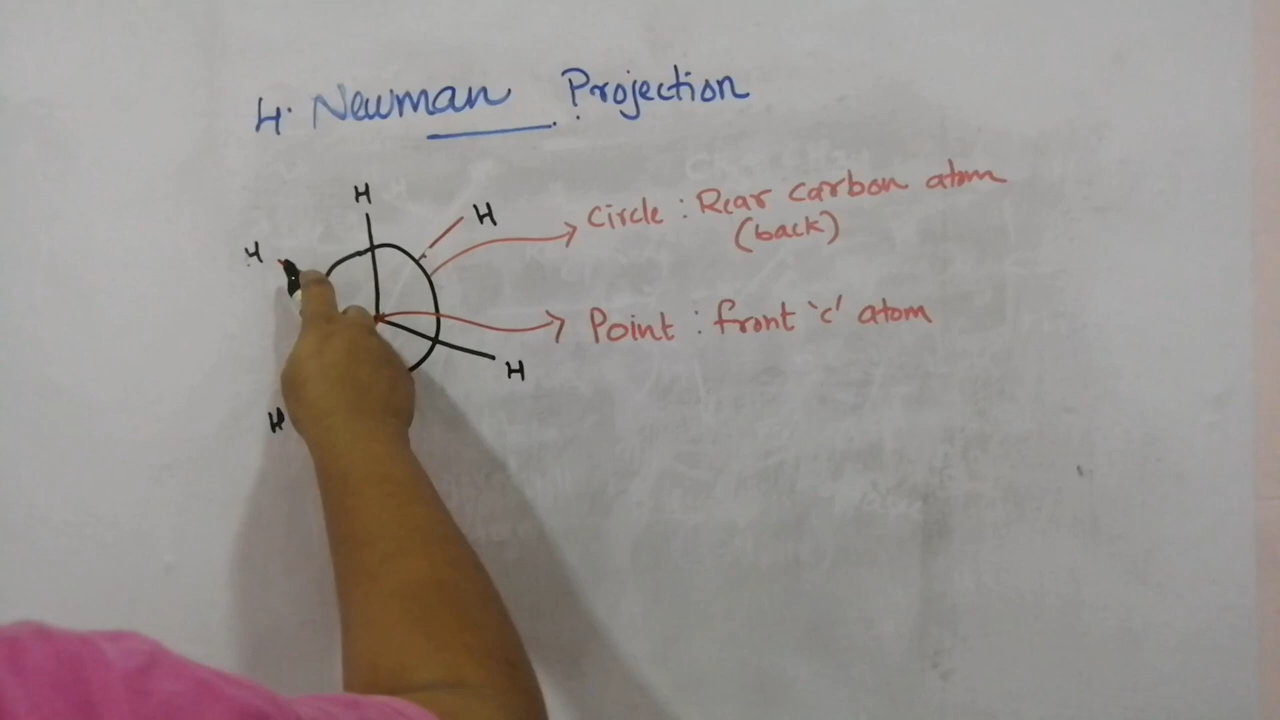 4. Newman Projection
H
H
H
H
H
Circle : Rear carbon atom
(back)
Point : front 'c' atom